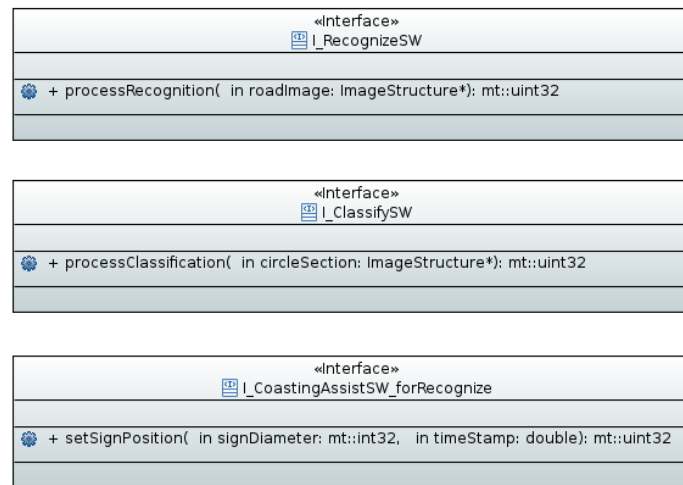 «Interface»
I_RecognizeSW
+ processRecognition( in roadImage: ImageStructure*): mt::uint32
«Interface»
I_ClassifySW
+ processClassification( in circleSection: ImageStructure*): mt::uint32
«Interface»
I_CoastingAssistSW_forRecognize
+ setSignPosition( in signDiameter: mt::int32, in timeStamp: double): mt::uint32